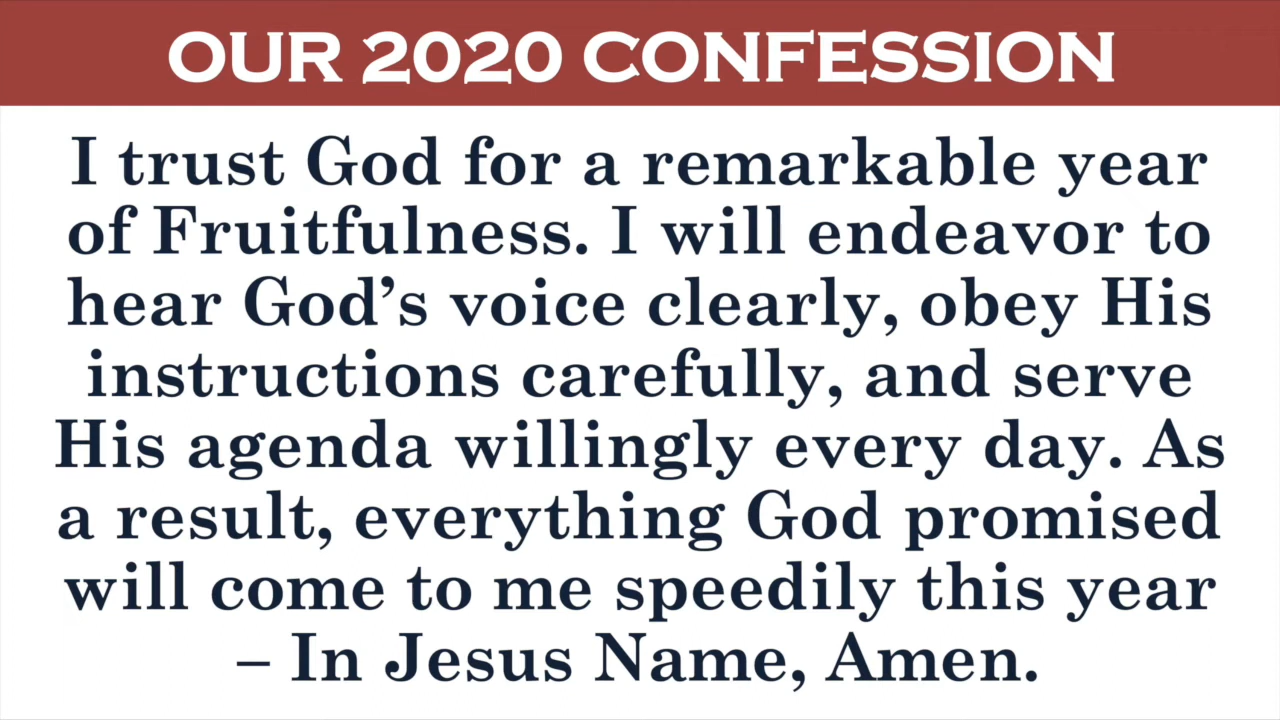 OUR 2020 CONFESSION
I trust God for a remarkable year
of Fruitfulness. I will endeavor to
hear God’s voice clearly, obey His
instructions carefully, and serve
His agenda willingly every day. As
a result, everything God promised
will come to me speedily this year
– In Jesus Name, Amen.